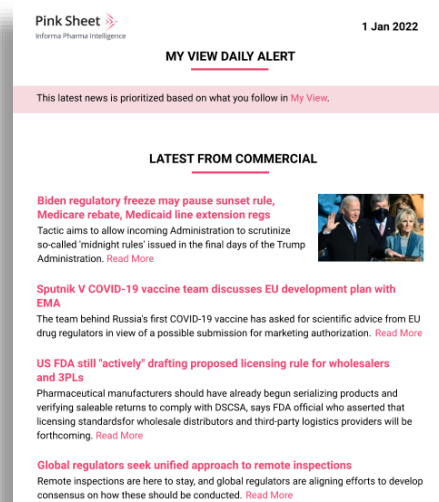 Pink Sheet
Informa Pharma Intelligence
1 Jan 2022
MY VIEW DAILY ALERT
This latest news is prioritized based on what you follow in My View.
LATEST FROM COMMERCIAL
Biden regulatory freeze may pause sunset rule,
Medicare rebate, Medicaid line extension regs
Tactic aims to allow incoming Administration to scrutinize
so-called 'midnight rules' issued in the final days of the Trump
Administration. Read More
Sputnik V COVID-19 vaccine team discusses EU development plan with
EMA
The team behind Russia's first COVID-19 vaccine has asked for scientific advice from EU
drug regulators in view of a possible submission for marketing authorization. Read More
US FDA still "actively" drafting proposed licensing rule for wholesalers
and 3PLs
Pharmaceutical manufacturers should have already begun serializing products and
verifying saleable returns to comply with DSCSA, says FDA official who asserted that
licensing standardsfor wholesale distributors and third-party logistics providers will be
forthcoming. Read More
Global regulators seek unified approach to remote inspections
Remote inspections are here to stay, and global regulators are aligning efforts to develop
consensus on how these should be conducted. Read More